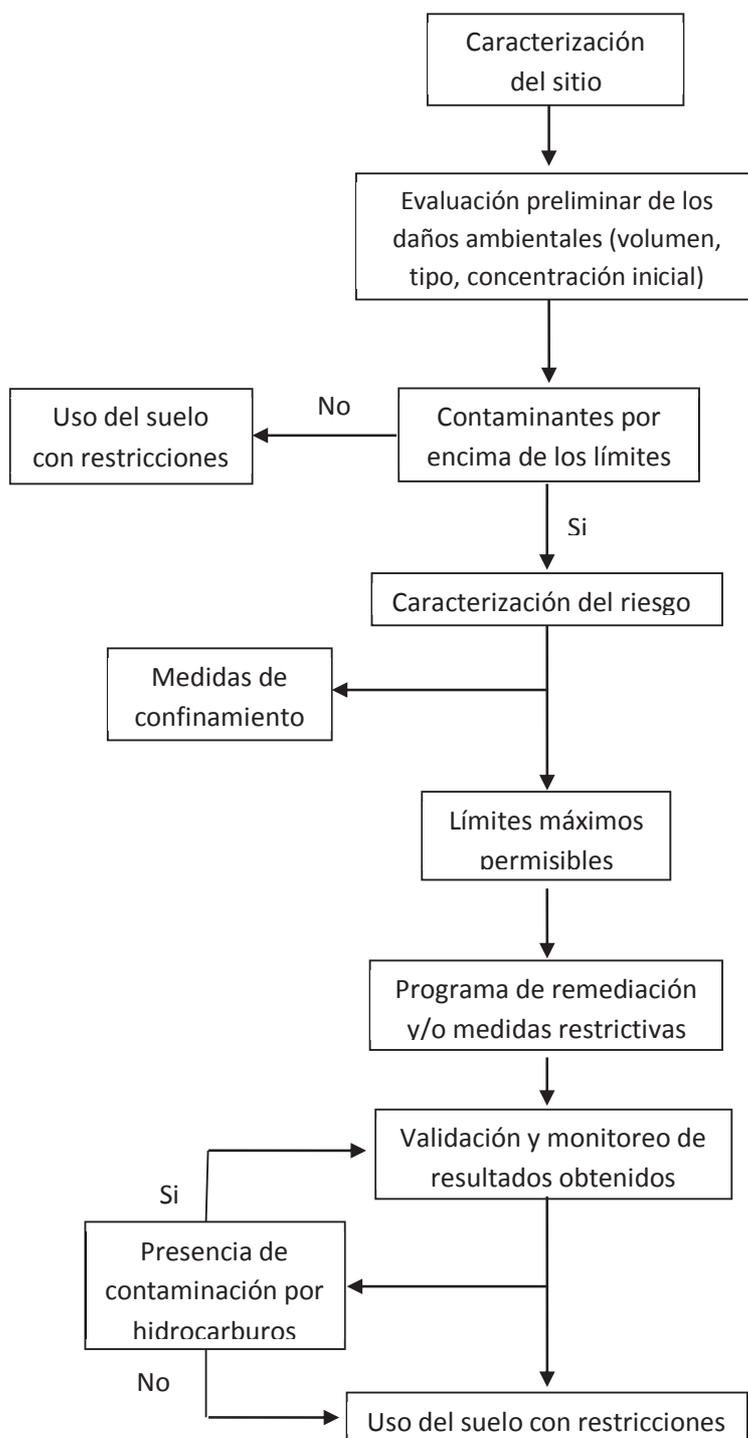 Caracterización
del sitio
Evaluación preliminar de los
daños ambientales (volumen,
tipo, concentración inicial)
No
Uso del suelo
con restricciones
Contaminantes por
encima de los límites
Si
Caracterización del riesgo
Medidas de
confinamiento
Límites máximos
permisibles
Programa de remediación
y/o medidas restrictivas
Validación y monitoreo de
resultados obtenidos
Si
Presencia de
contaminación por
hidrocarburos
No
Uso del suelo con restricciones